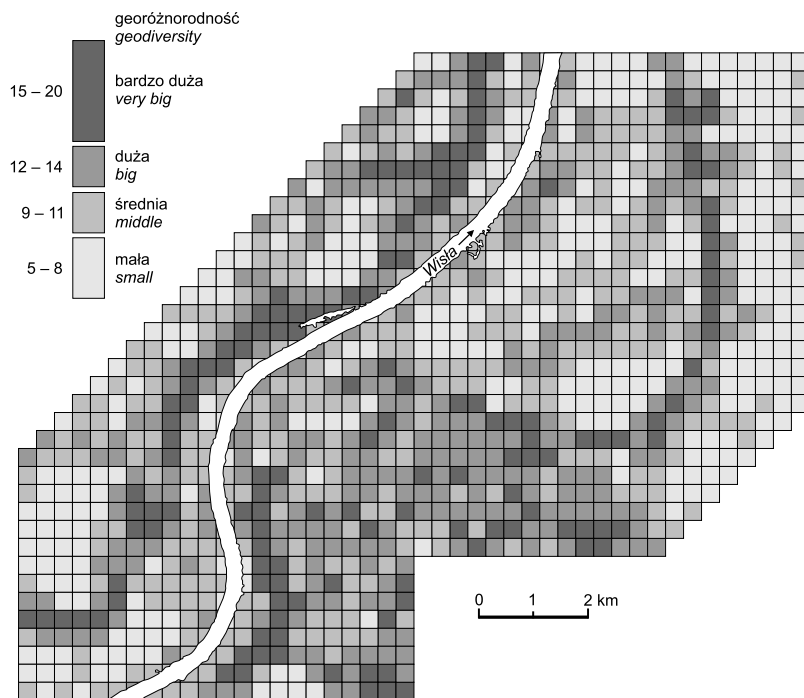 georóżnorodność
geodiversity
15 – 20
bardzo duża
very big
12 – 14
duża
big
9 – 11
średnia
middle
5 – 8
mała
small
Wisła
0 1 2 km